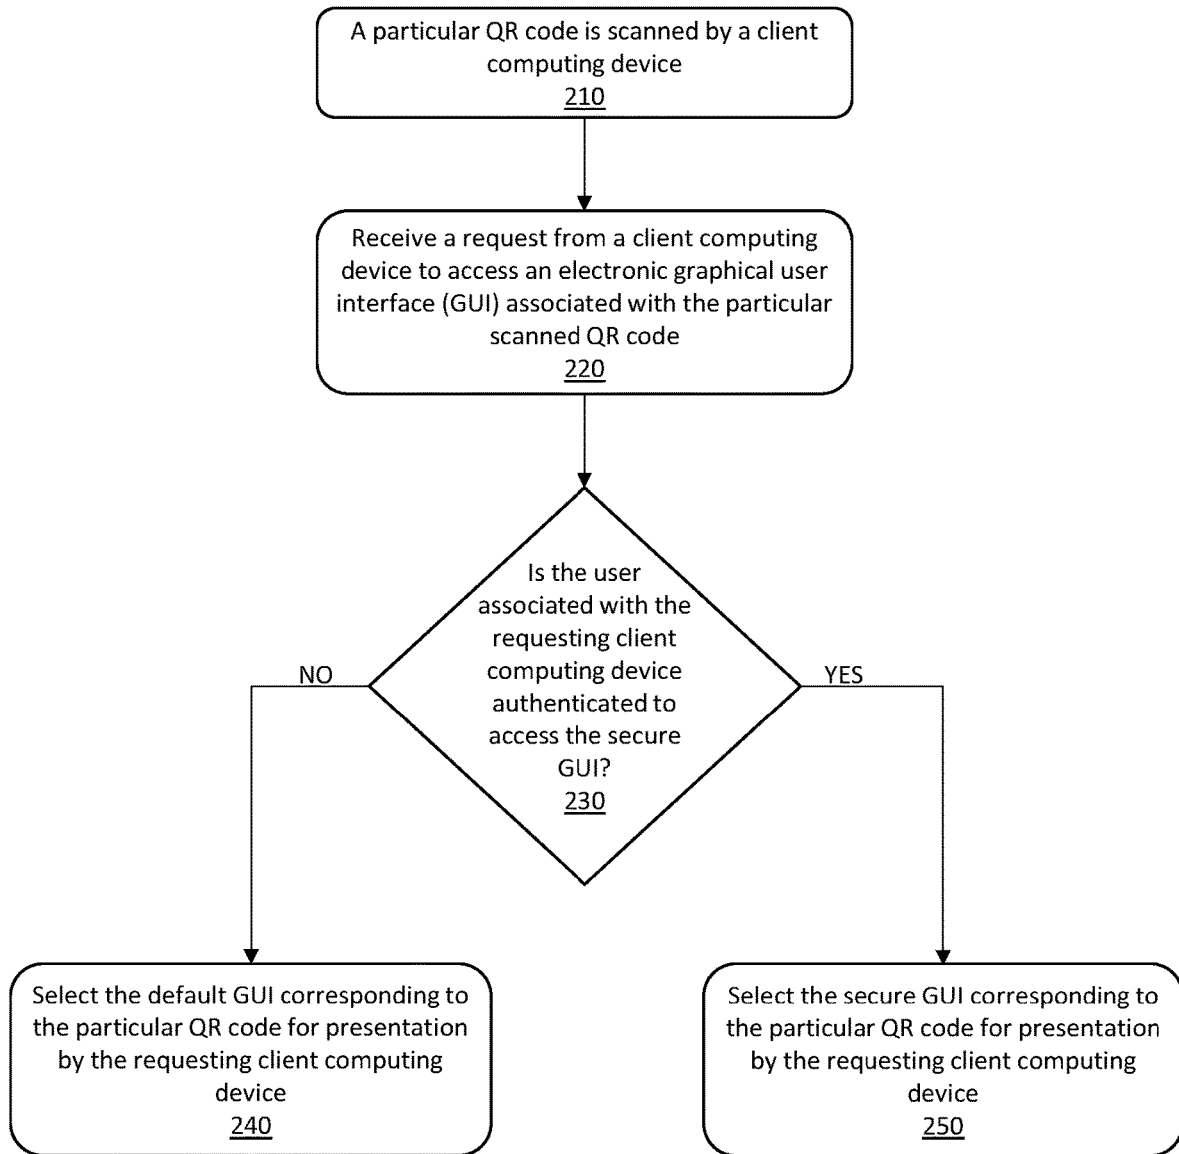 A particular QR code is scanned by a client
computing device
210
Receive a request from a client computing
device to access an electronic graphical user
interface (GUI) associated with the particular
scanned QR code
220
Is the user
associated with the
requesting client
computing device
authenticated to
access the secure
GUI?
230
NO
YES
Select the default GUI corresponding to
the particular QR code for presentation
by the requesting client computing
device
240
Select the secure GUI corresponding to
the particular QR code for presentation
by the requesting client computing
device
250